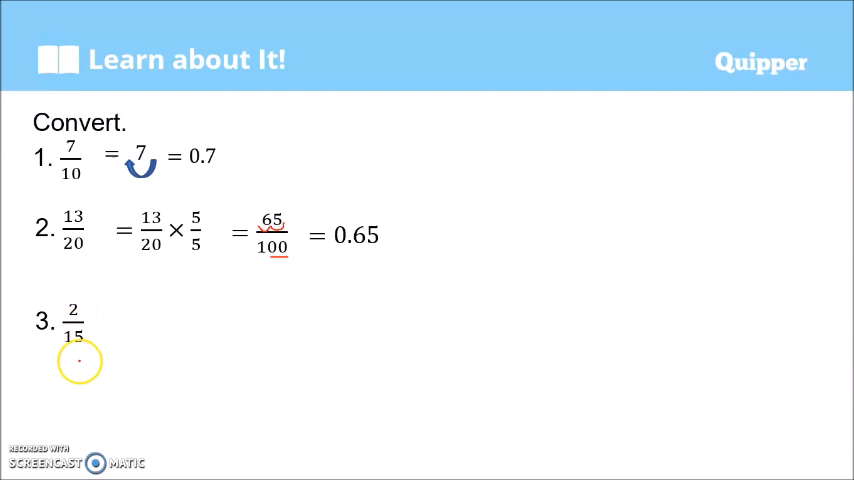 Learn about It!
Quipper
Convert.
1. 7/10 = 7 = 0.7
2. 13/20 = 13/20 × 5/5 = 65/100 = 0.65
3. 2/15
RECORDED WITH
SCREENCAST MATIC